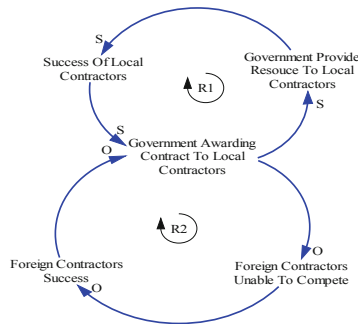 S
Success Of Local
Contractors
R1
Government Provide
Resouce To Local
Contractors
S
S
O
Government Awarding
Contract To Local
Contractors
R2
Foreign Contractors
Success
O
O
Foreign Contractors
Unable To Compete